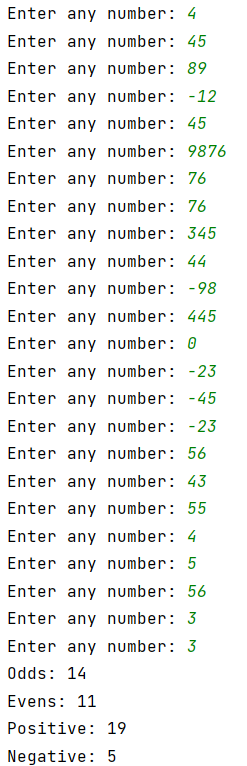 Enter any number: 4
Enter any number: 45
Enter any number: 89
Enter any number: -12
Enter any number: 45
Enter any number: 9876
Enter any number: 76
Enter any number: 76
Enter any number: 345
Enter any number: 44
Enter any number: -98
Enter any number: 445
Enter any number: 0
Enter any number: -23
Enter any number: -45
Enter any number: -23
Enter any number: 56
Enter any number: 43
Enter any number: 55
Enter any number: 4
Enter any number: 5
Enter any number: 56
Enter any number: 3
Enter any number: 3
Odds: 14
Evens: 11
Positive: 19
Negative: 5